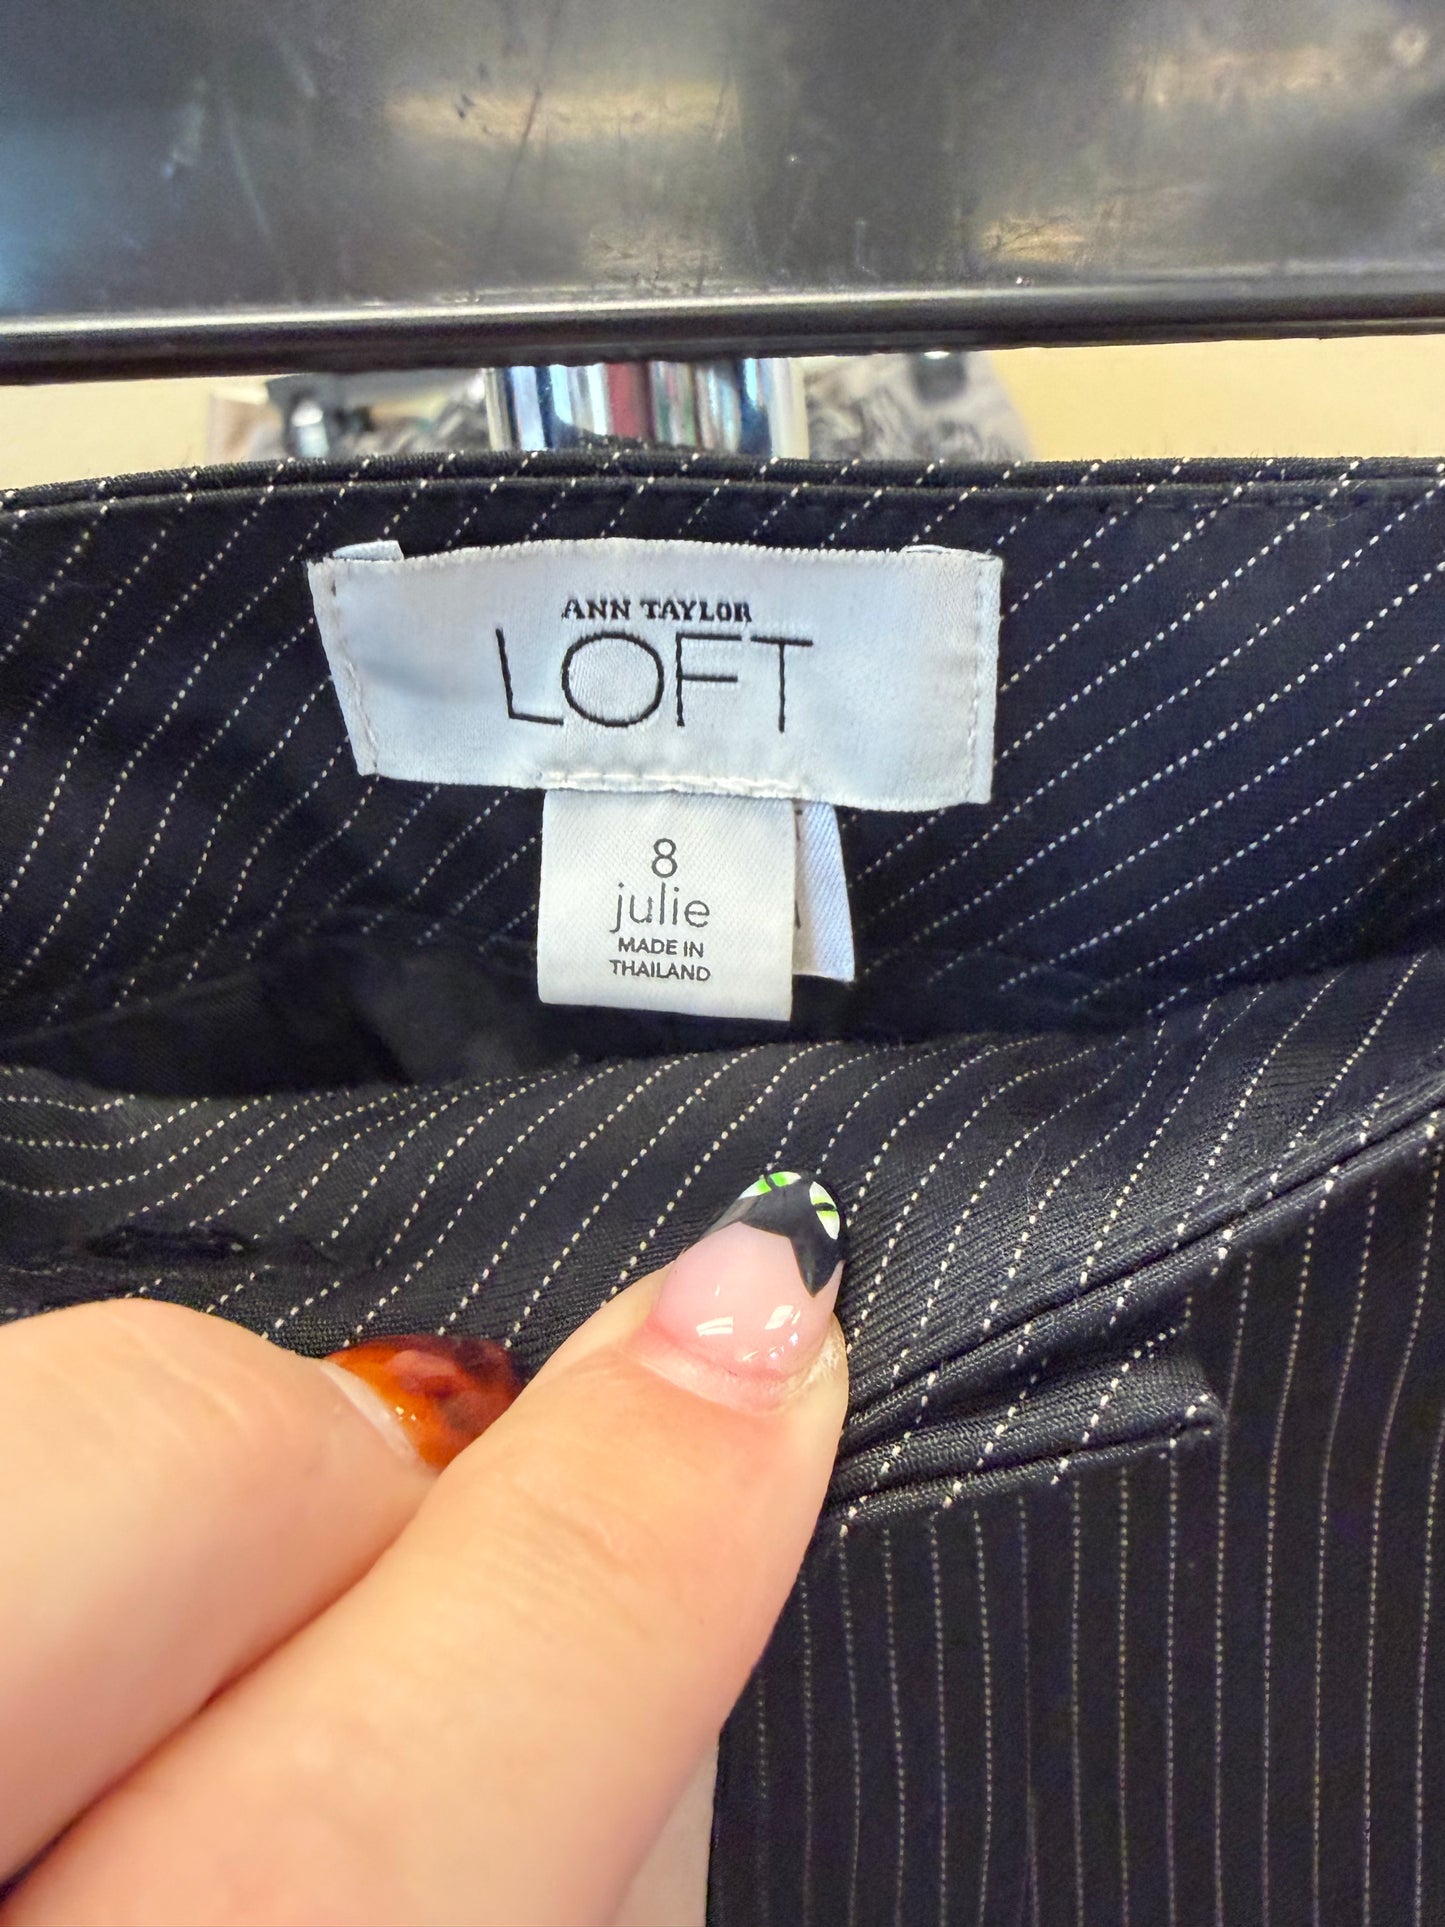 ANN TAYLOR
LOFT
8
julie
MADE IN
THAILAND